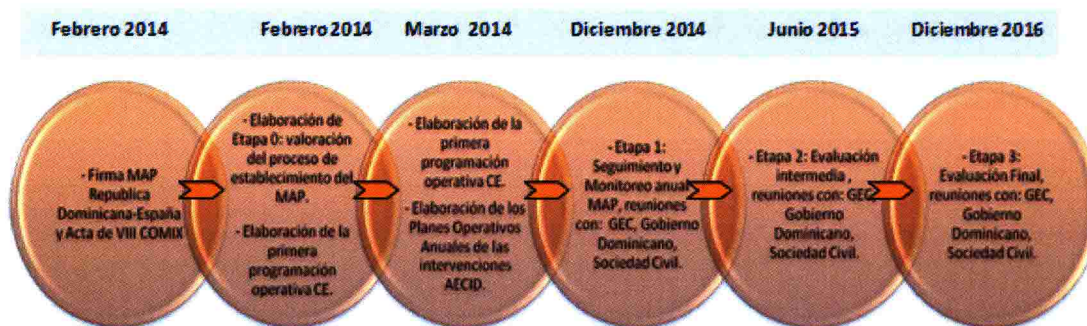 Febrero 2014
Febrero 2014
Marzo 2014
Diciembre 2014
Junio 2015
Diciembre 2016
- Firma MAP
Republica
Dominicana-España
y Acta de VIII COMIX
- Elaboración de
Etapa 0: valoración
del proceso de
establecimiento del
MAP.
- Elaboración de la
primera
programación
operativa CE.
- Elaboración de la
primera
programación
operativa CE.
- Elaboración de los
Planes Operativos
Anuales de las
intervenciones
AECID.
- Etapa 1:
Seguimiento y
Monitoreo anual
MAP, reuniones
con: GEC, Gobierno
Dominicano,
Sociedad Civil.
- Etapa 2: Evaluación
intermedia ,
reuniones con: GEC,
Gobierno
Dominicano,
Sociedad Civil.
- Etapa 3:
Evaluación Final,
reuniones con: GEC,
Gobierno
Dominicano,
Sociedad Civil.